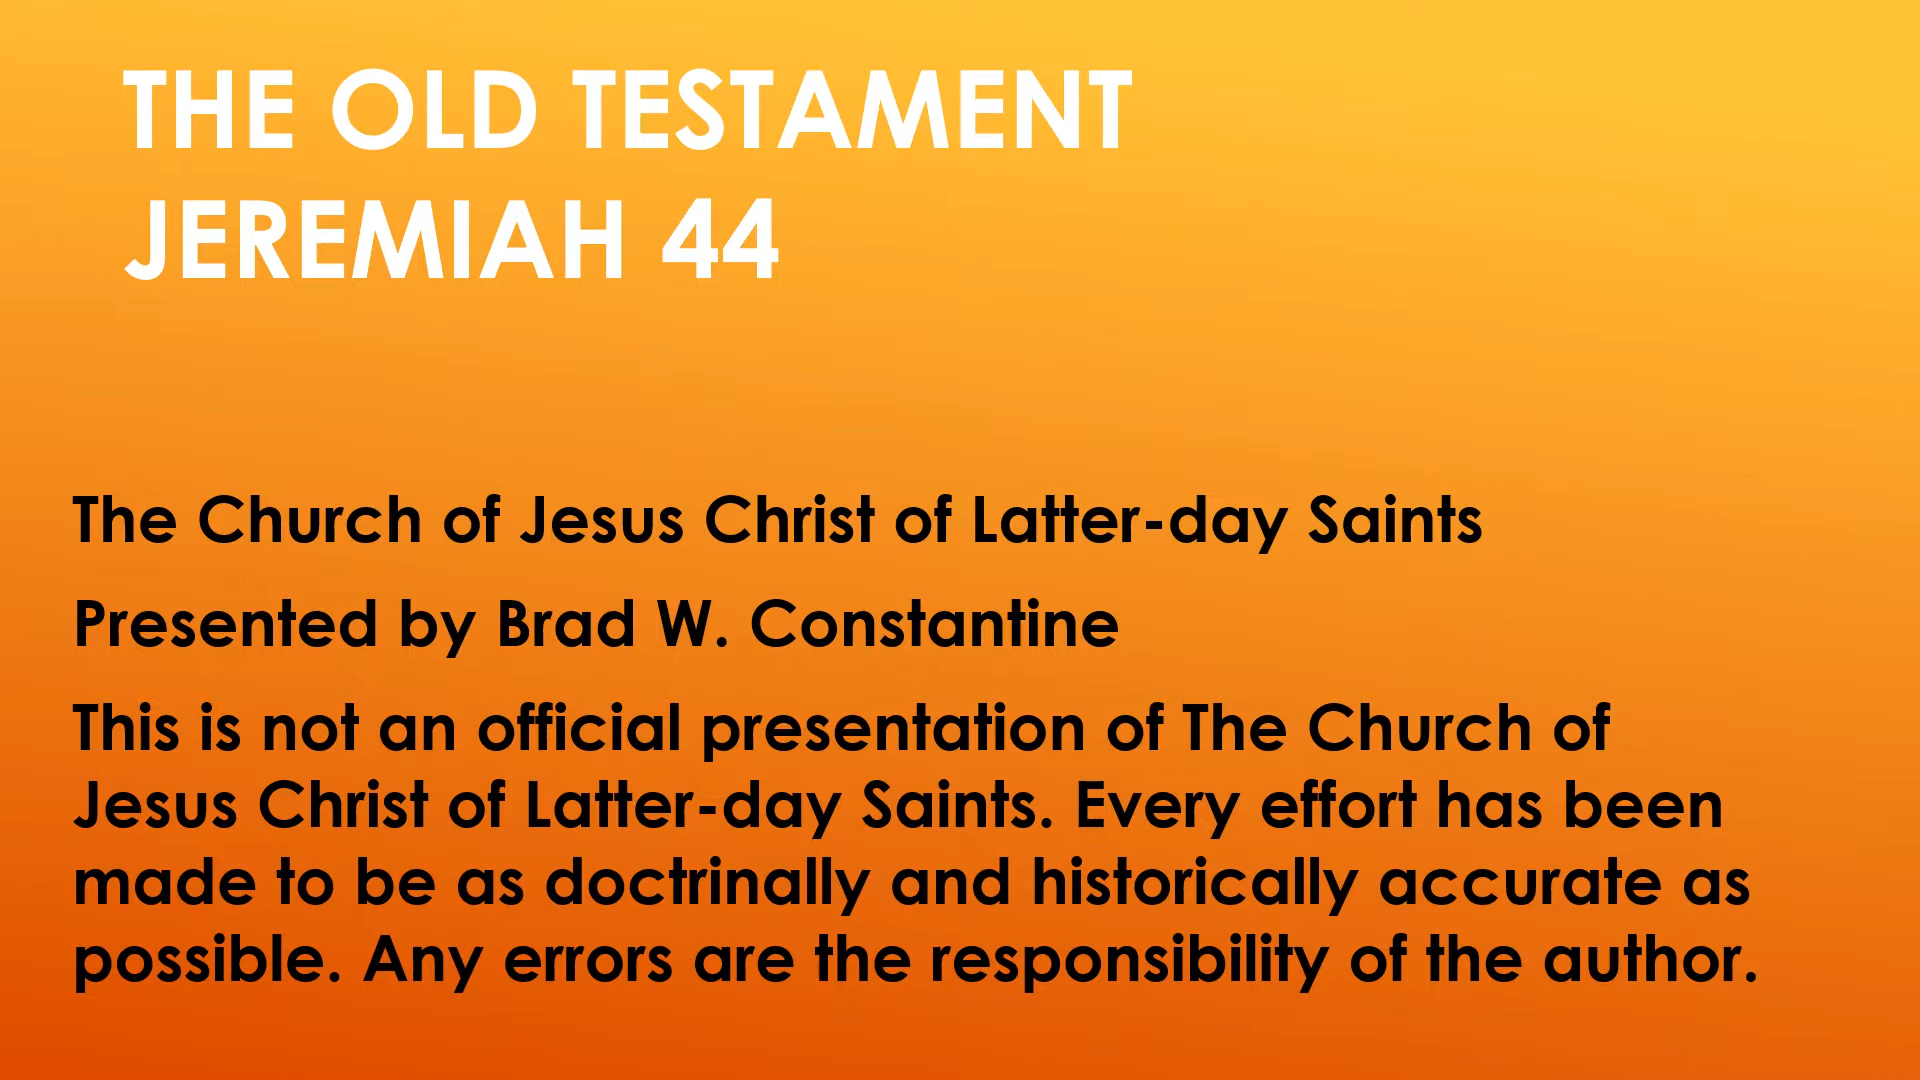 THE OLD TESTAMENT
JEREMIAH 44
The Church of Jesus Christ of Latter-day Saints
Presented by Brad W. Constantine
This is not an official presentation of The Church of
Jesus Christ of Latter-day Saints. Every effort has been
made to be as doctrinally and historically accurate as
possible. Any errors are the responsibility of the author.